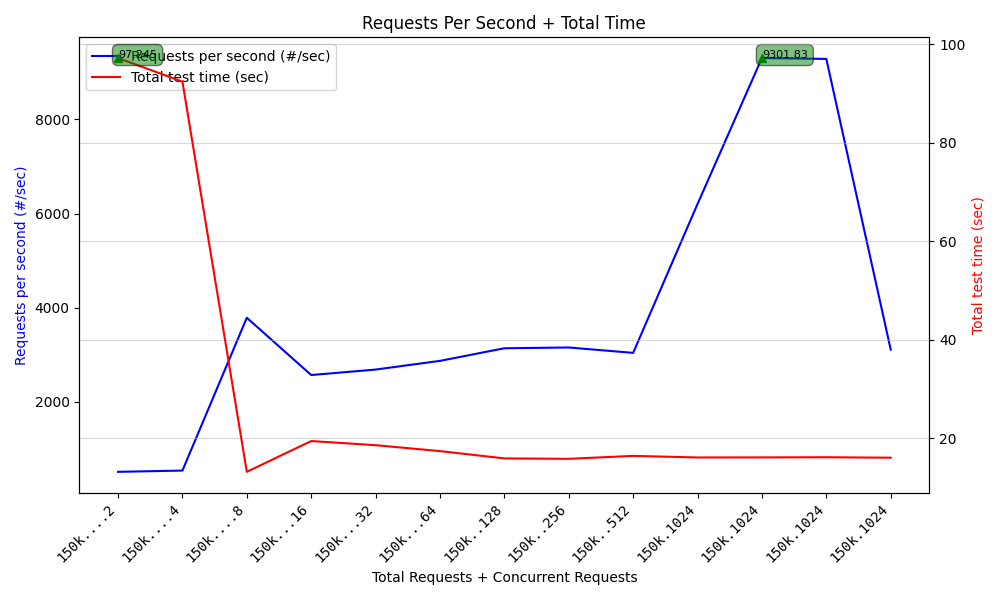 Requests Per Second + Total Time
97.245
Requests per second (#/sec)
Total test time (sec)
9301.83
8000
6000
4000
2000
Requests per second (#/sec)
100
80
60
40
20
Total test time (sec)
150k....2
150k....4
150k....8
150k...16
150k...32
150k...64
150k..128
150k..256
150k..512
150k.1024
150k.1024
150k.1024
150k.1024
Total Requests + Concurrent Requests